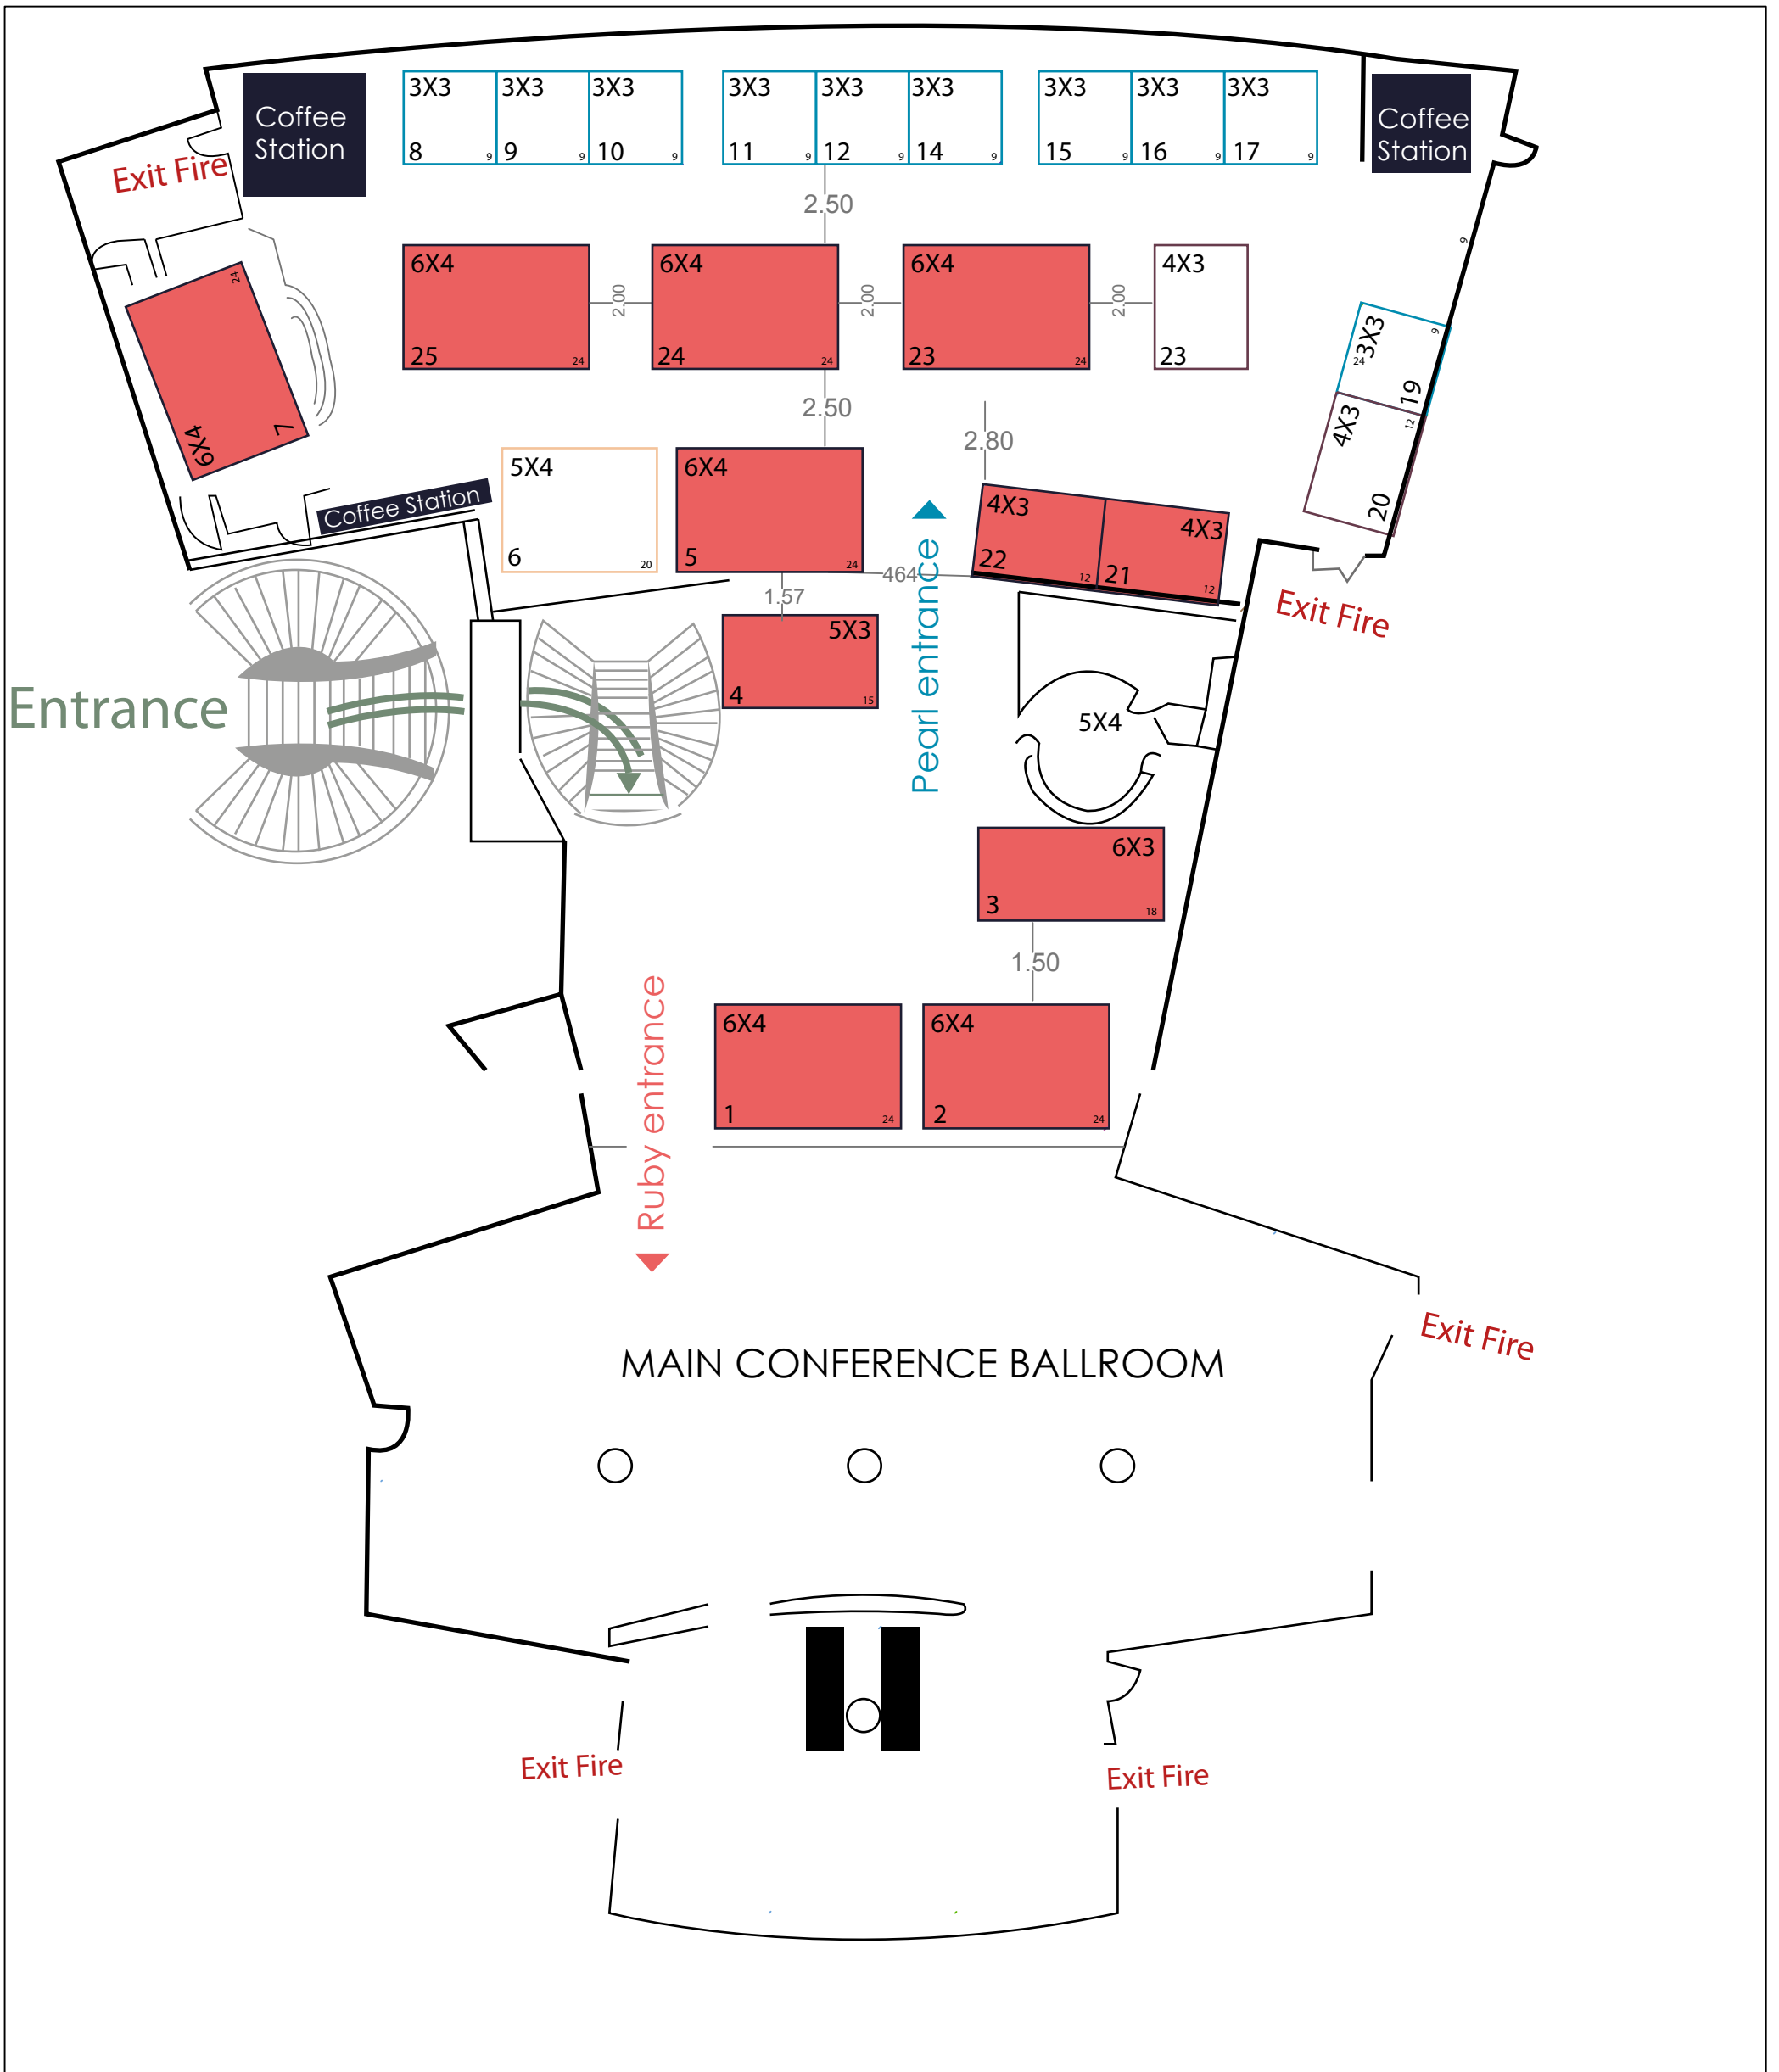 Coffee
Station
3X3
8
9
3X3
9
9
3X3
10
9
3X3
11
9
3X3
12
9
3X3
14
9
3X3
15
9
3X3
16
9
3X3
17
9
Coffee
Station
Exit Fire
2.50
9
6X4
25
24
2.00
6X4
24
24
2.00
6X4
23
24
2.00
4X3
23
24
6X4
7
3X3
24
9
19
4X3
12
20
2.50
2.80
Coffee Station
5X4
6
20
6X4
5
24
464
4X3
22
12
4X3
21
12
1.57
Exit Fire
5X3
4
15
Pearl entrance
Entrance
5X4
6X3
3
18
1.50
Ruby entrance
6X4
1
24
6X4
2
24
Exit Fire
MAIN CONFERENCE BALLROOM
Exit Fire
Exit Fire